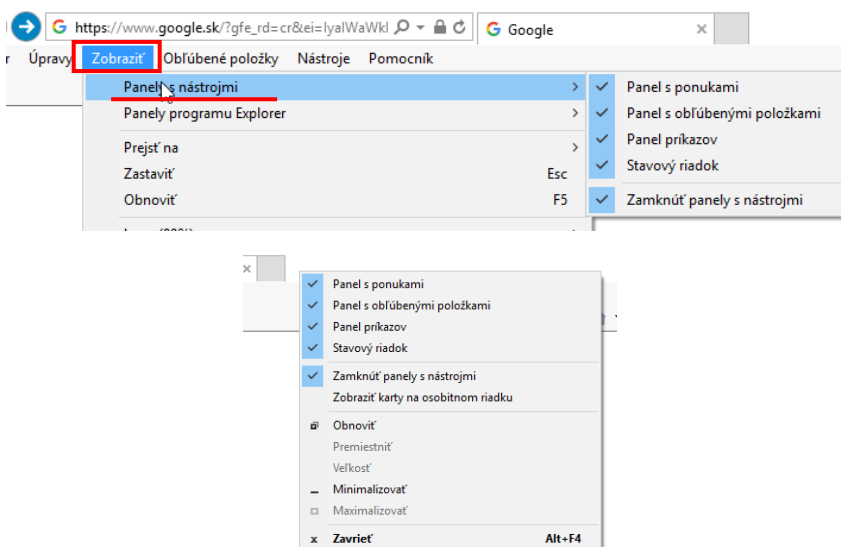 https://www.google.sk/?gfe_rd=cr&ei=IyalWaWkl
Google
r Úpravy Zobraziť Obľúbené položky Nástroje Pomocník
Panely s nástrojmi
Panely programu Explorer
Prejsť na
Zastaviť Esc
Obnoviť F5
Panel s ponukami
Panel s obľúbenými položkami
Panel príkazov
Stavový riadok
Zamknúť panely s nástrojmi
Panel s ponukami
Panel s obľúbenými položkami
Panel príkazov
Stavový riadok
Zamknúť panely s nástrojmi
Zobraziť karty na osobitnom riadku
Obnoviť
Premiestniť
Veľkosť
Minimalizovať
Maximalizovať
Zavrieť Alt+F4